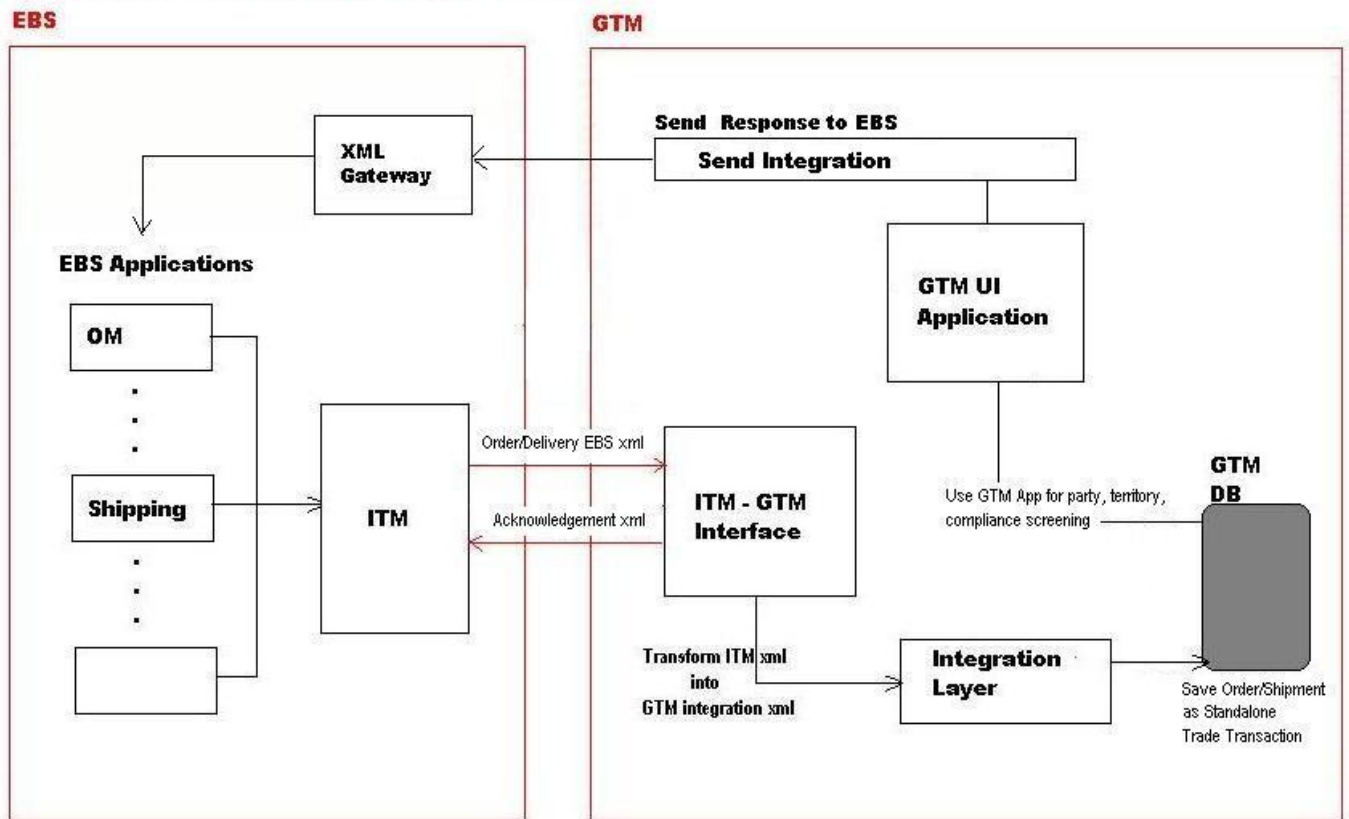 EBS
GTM
Send Response to EBS
Send Integration
XML
Gateway
EBS Applications
GTM UI
Application
OM
Order/Delivery EBS xml
GTM
DB
Shipping
ITM
Acknowledgement xml
ITM - GTM
Interface
Use GTM App for party, territory,
compliance screening
Transform ITM xml
into
GTM integration xml
Integration
Layer
Save Order/Shipment
as Standalone
Trade Transaction